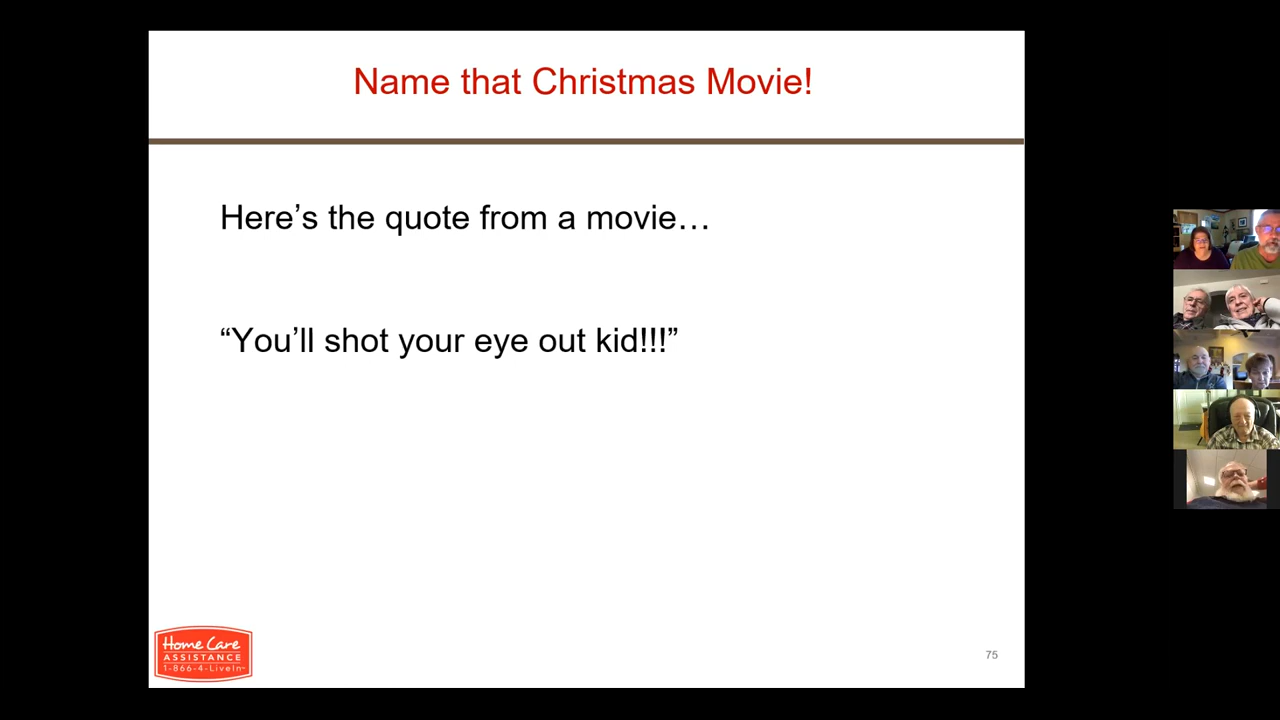 Name that Christmas Movie!
Here’s the quote from a movie…
“You’ll shot your eye out kid!!!”
Home Care
ASSISTANCE
1-866-4-LiveIn
75